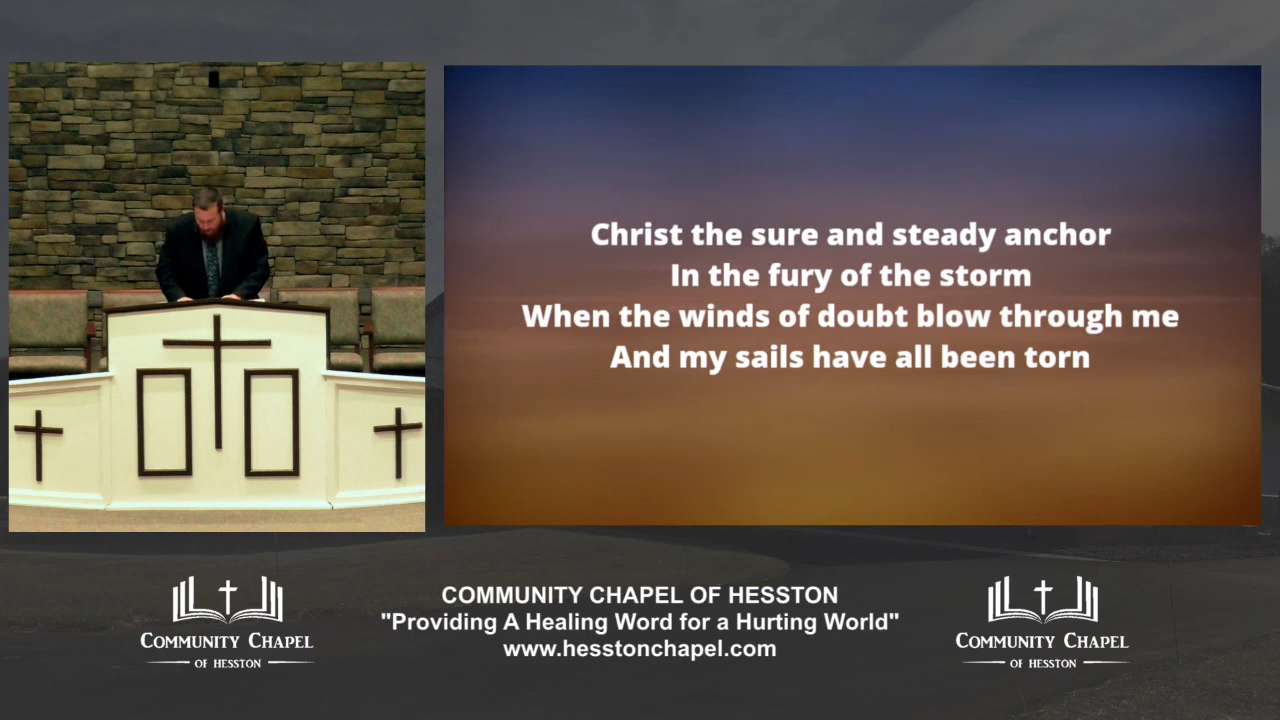 Christ the sure and steady anchor
In the fury of the storm
When the winds of doubt blow through me
And my sails have all been torn
COMMUNITY CHAPEL
OF HESSTON
COMMUNITY CHAPEL OF HESSTON
"Providing A Healing Word for a Hurting World"
www.hesstonchapel.com
COMMUNITY CHAPEL
OF HESSTON